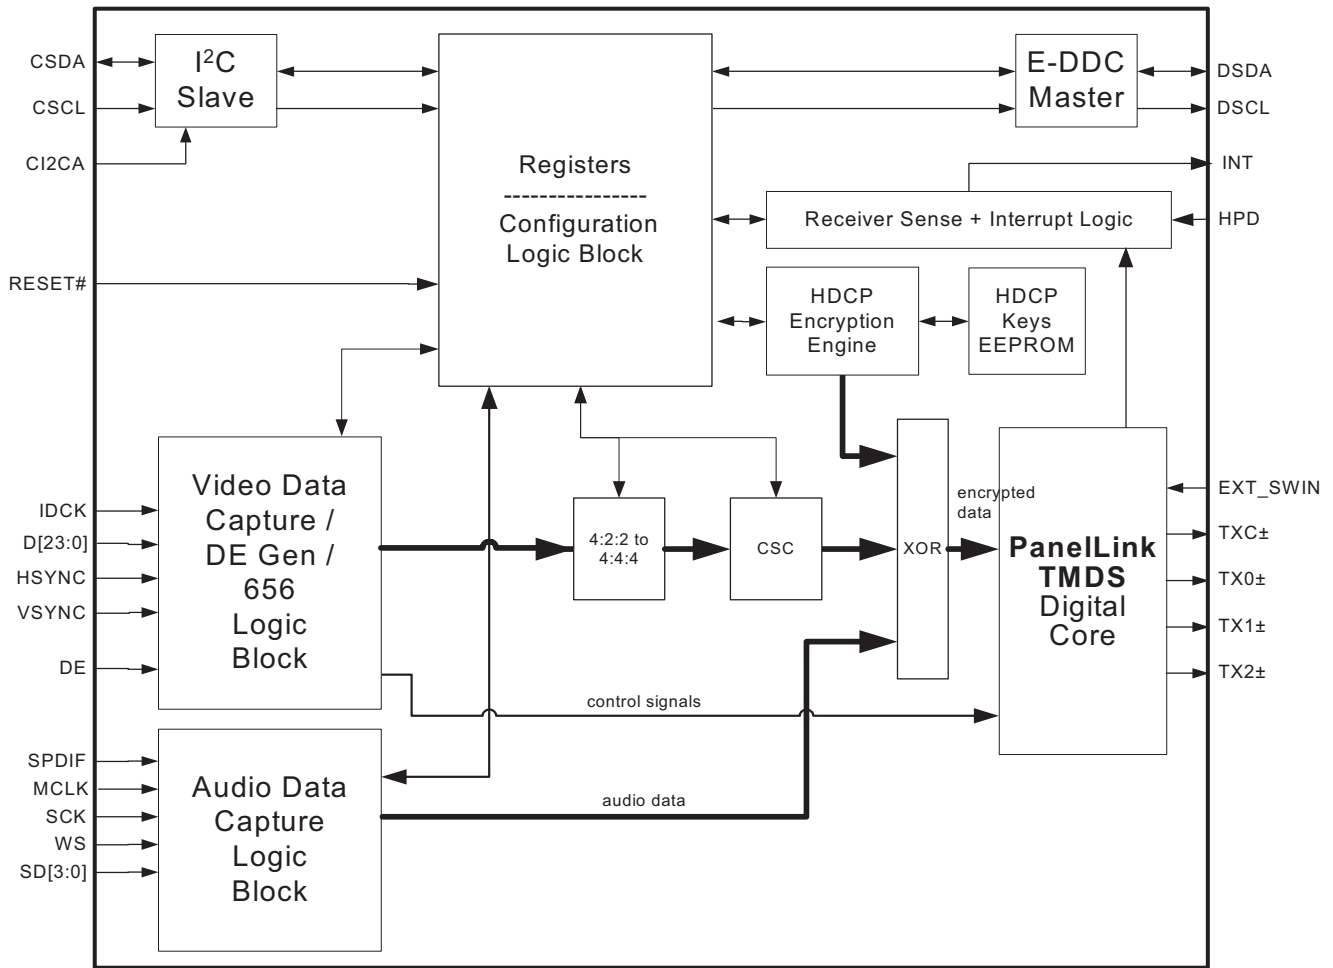 CSDA
CSCL
CI2CA
RESET#
I²C
Slave
Registers
--------------
Configuration
Logic Block
E-DDC
Master
DSDA
DSCL
INT
HPD
Receiver Sense + Interrupt Logic
HDCP
Encryption
Engine
HDCP
Keys
EEPROM
IDCK
D[23:0]
HSYNC
VSYNC
DE
Video Data
Capture /
DE Gen /
656
Logic
Block
4:2:2 to
4:4:4
CSC
XOR
encrypted
data
PanelLink
TMDS
Digital
Core
EXT_SWIN
TXC±
TX0±
TX1±
TX2±
control signals
SPDIF
MCLK
SCK
WS
SD[3:0]
Audio Data
Capture
Logic
Block
audio data